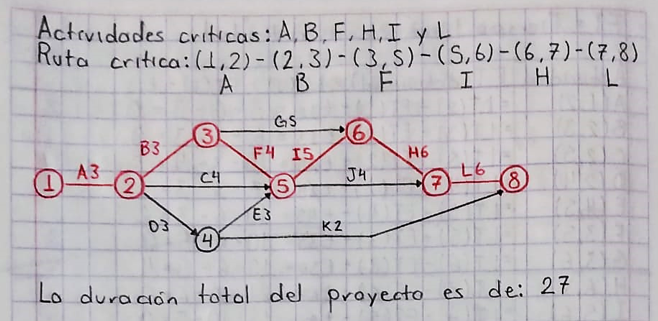 Actividades criticas: A, B, F, H, I y L
Ruta critica: (1,2) - (2,3) - (3,5) - (5,6) - (6,7) - (7,8)
A B F I H L
G5
3 6
B3 F4 I5 H6
A3 C4 J4 L6
1 2 5 7 8
D3 E3 K2
4
La duración total del proyecto es de: 27